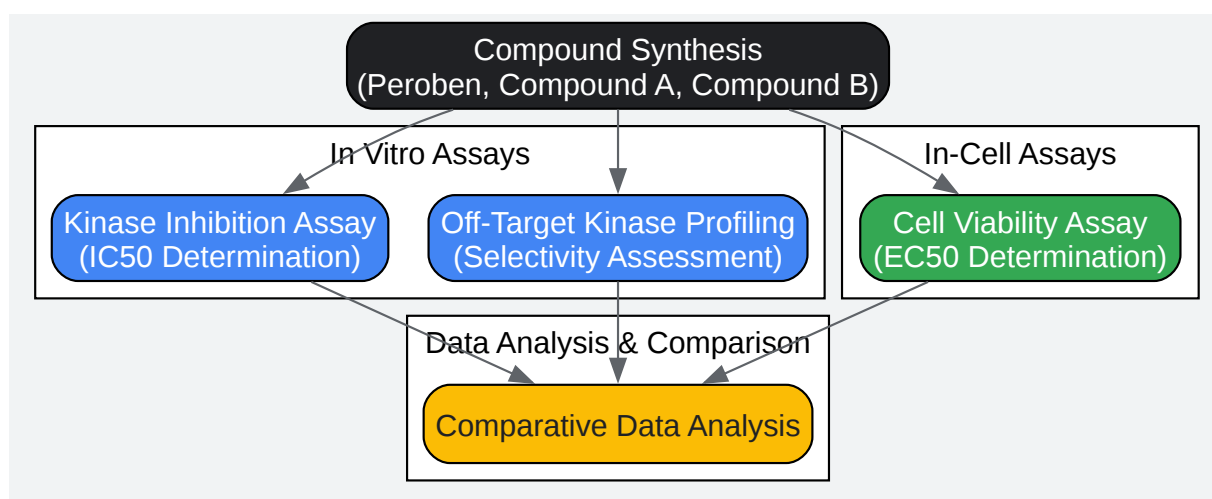 Compound Synthesis
(Peroben, Compound A, Compound B)
In Vitro Assays
In-Cell Assays
Kinase Inhibition Assay
(IC50 Determination)
Off-Target Kinase Profiling
(Selectivity Assessment)
Cell Viability Assay
(EC50 Determination)
Data Analysis & Comparison
Comparative Data Analysis